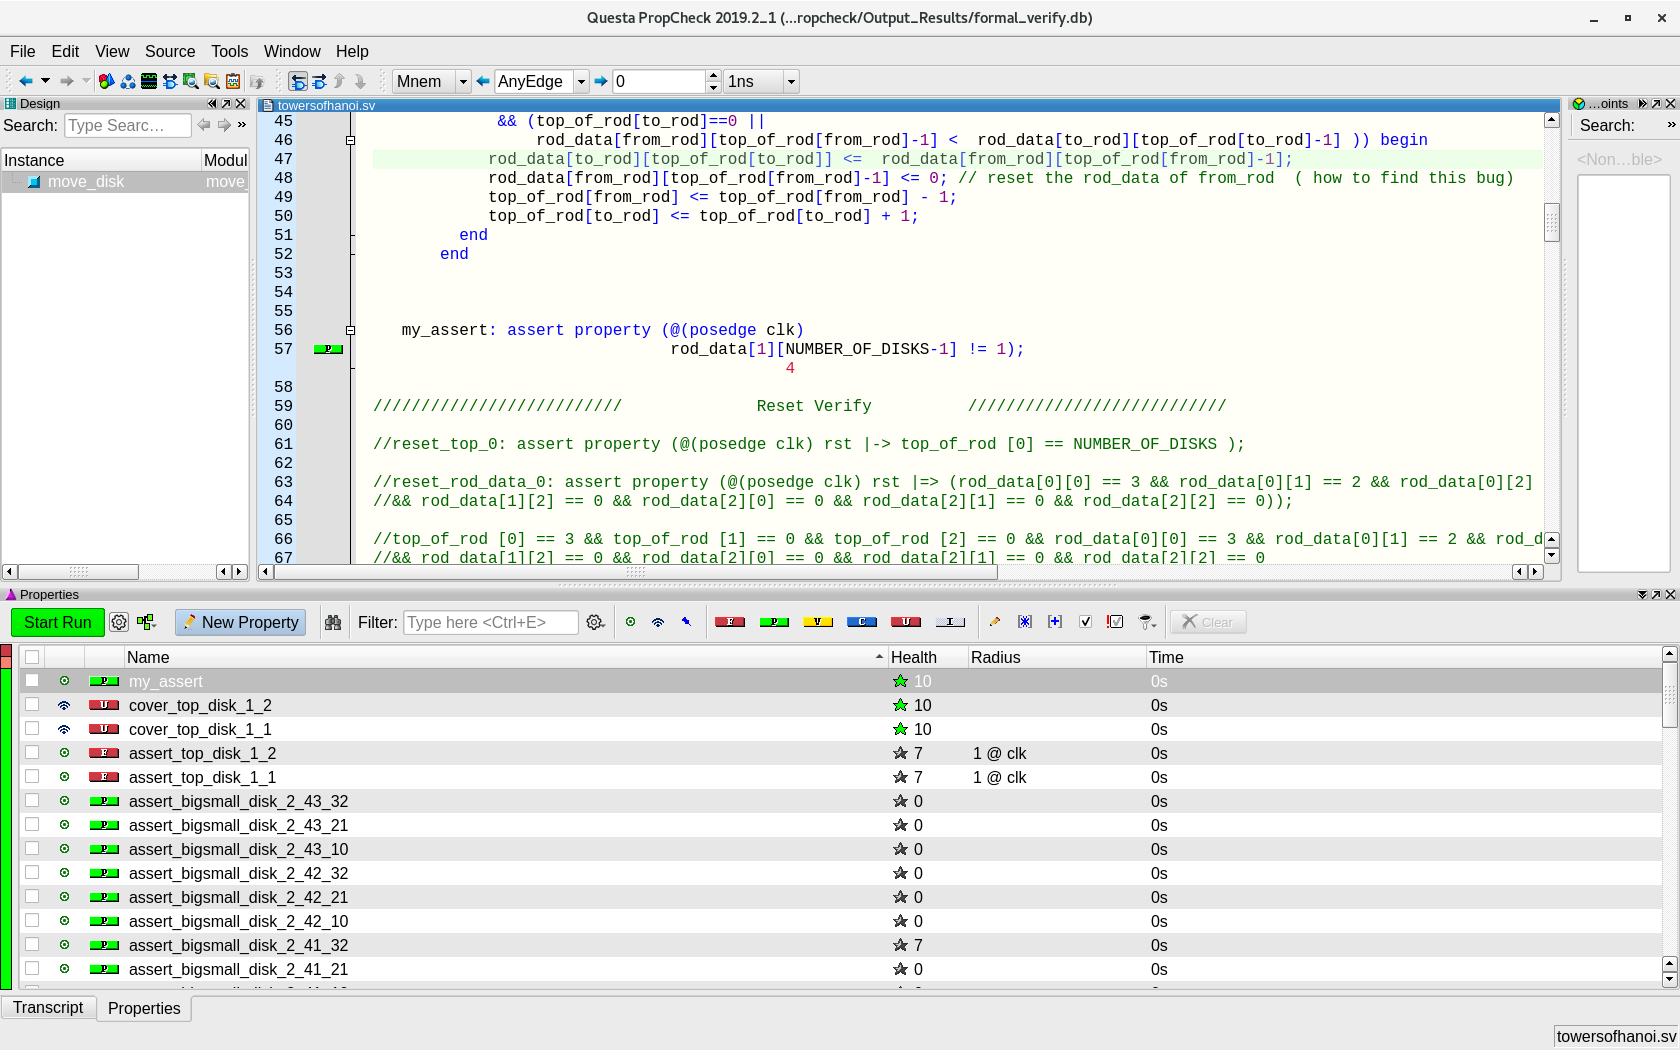 Questa PropCheck 2019.2_1 (...ropcheck/Output_Results/formal_verify.db)
File Edit View Source Tools Window Help
Mnem AnyEdge 0 1ns
Design
Search: Type Searc...
Instance Modul
move_disk move_
towersofhanoi.sv
45 && (top_of_rod[to_rod]==0 ||
46 rod_data[from_rod][top_of_rod[from_rod]-1] < rod_data[to_rod][top_of_rod[to_rod]-1] )) begin
47 rod_data[to_rod][top_of_rod[to_rod]] <= rod_data[from_rod][top_of_rod[from_rod]-1];
48 rod_data[from_rod][top_of_rod[from_rod]-1] <= 0; // reset the rod_data of from_rod ( how to find this bug)
49 top_of_rod[from_rod] <= top_of_rod[from_rod] - 1;
50 top_of_rod[to_rod] <= top_of_rod[to_rod] + 1;
51 end
52 end
53
54
55
56 my_assert: assert property (@(posedge clk)
57 P rod_data[1][NUMBER_OF_DISKS-1] != 1);
4
58
59 ////////////////////////// Reset Verify ///////////////////////////
60
61 //reset_top_0: assert property (@(posedge clk) rst |-> top_of_rod [0] == NUMBER_OF_DISKS );
62
63 //reset_rod_data_0: assert property (@(posedge clk) rst |=> (rod_data[0][0] == 3 && rod_data[0][1] == 2 && rod_data[0][2]
64 //&& rod_data[1][2] == 0 && rod_data[2][0] == 0 && rod_data[2][1] == 0 && rod_data[2][2] == 0));
65
66 //top_of_rod [0] == 3 && top_of_rod [1] == 0 && top_of_rod [2] == 0 && rod_data[0][0] == 3 && rod_data[0][1] == 2 && rod_d
67 //&& rod_data[1][2] == 0 && rod_data[2][0] == 0 && rod_data[2][1] == 0 && rod_data[2][2] == 0
...oints
Search: »
<Non...ble>
Properties
Start Run New Property Filter: Type here <Ctrl+E> F P V C U I Clear
Name Health Radius Time
P my_assert 10 0s
U cover_top_disk_1_2 10 0s
U cover_top_disk_1_1 10 0s
F assert_top_disk_1_2 7 1 @ clk 0s
F assert_top_disk_1_1 7 1 @ clk 0s
P assert_bigsmall_disk_2_43_32 0 0s
P assert_bigsmall_disk_2_43_21 0 0s
P assert_bigsmall_disk_2_43_10 0 0s
P assert_bigsmall_disk_2_42_32 0 0s
P assert_bigsmall_disk_2_42_21 0 0s
P assert_bigsmall_disk_2_42_10 0 0s
P assert_bigsmall_disk_2_41_32 7 0s
P assert_bigsmall_disk_2_41_21 0 0s
Transcript Properties
towersofhanoi.sv